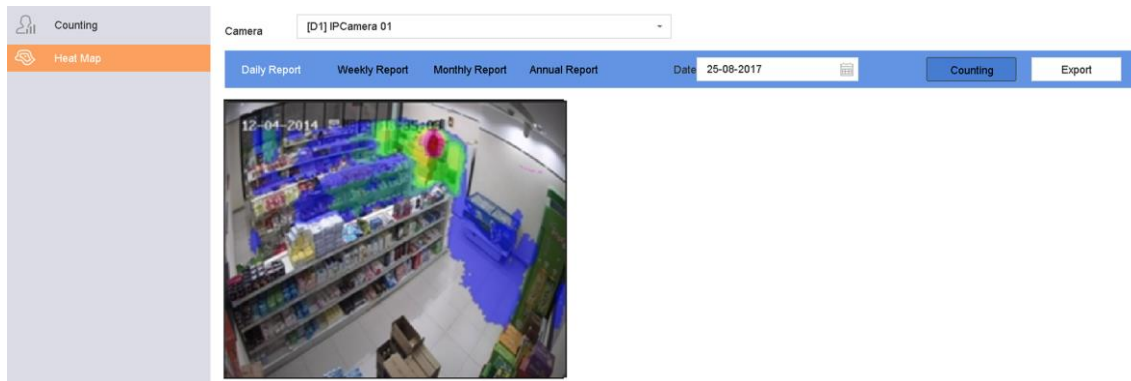 Counting
Heat Map
Camera [D1] IPCamera 01
Daily Report Weekly Report Monthly Report Annual Report Date 25-08-2017 Counting Export
12-04-2014